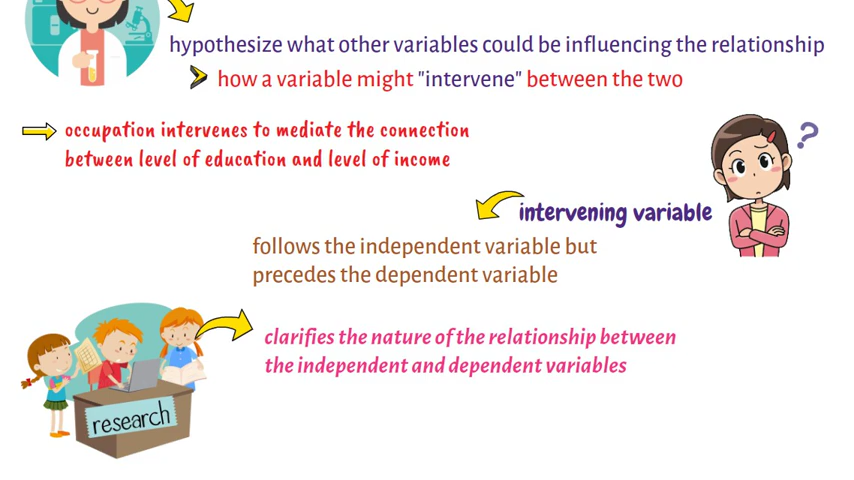 hypothesize what other variables could be influencing the relationship
how a variable might "intervene" between the two
occupation intervenes to mediate the connection
between level of education and level of income
?
intervening variable
follows the independent variable but
precedes the dependent variable
clarifies the nature of the relationship between
the independent and dependent variables
research